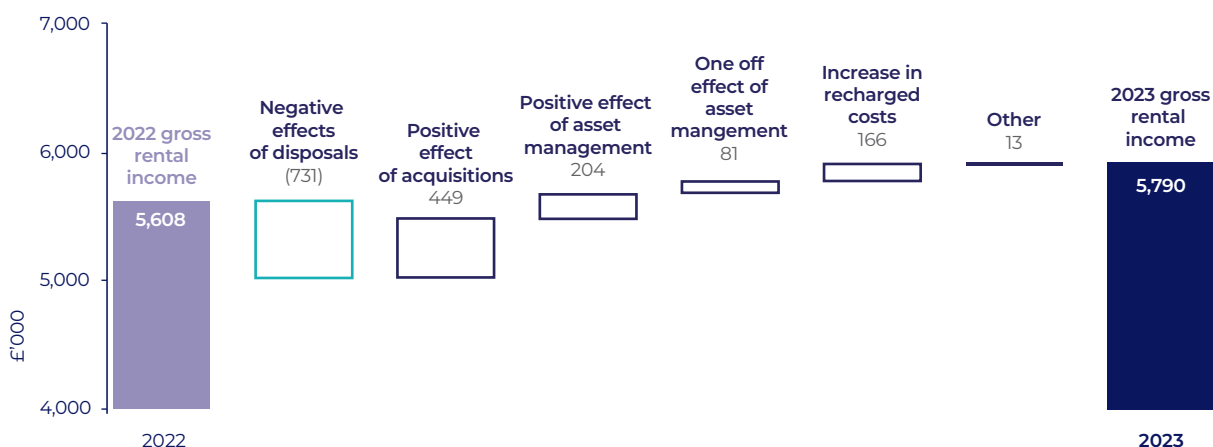 7,000
6,000
5,000
4,000
£'000
2022 gross
rental
income
5,608
2022
Negative
effects
of disposals
(731)
Positive
effect
of acquisitions
449
Positive effect
of asset
management
204
One off
effect of
asset
mangement
81
Increase in
recharged
costs
166
Other
13
2023 gross
rental
income
5,790
2023